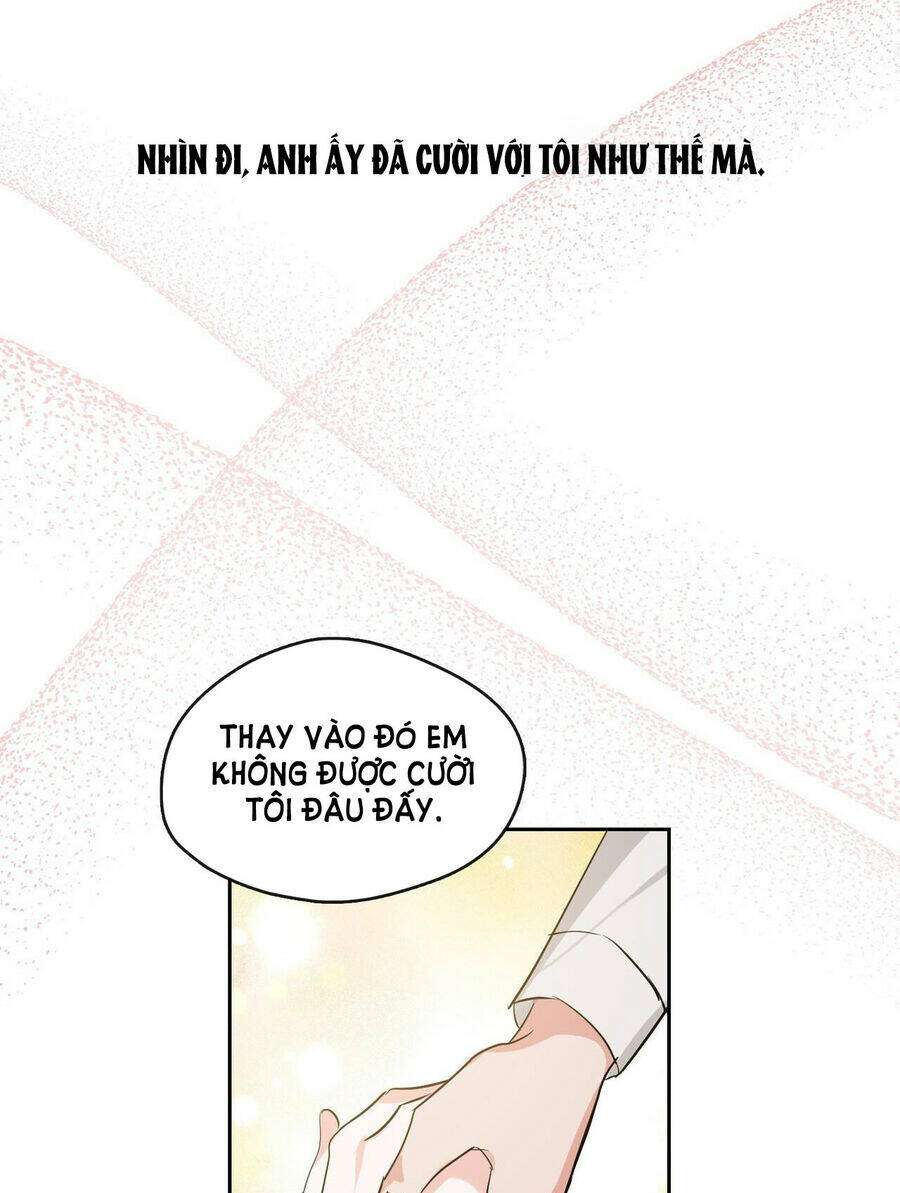 NHÌN ĐI, ANH ẤY ĐÃ CƯỜI VỚI TÔI NHƯ THẾ MÀ.
THAY VÀO ĐÓ EM
KHÔNG ĐƯỢC CƯỜI
TÔI ĐÂU ĐẤY.